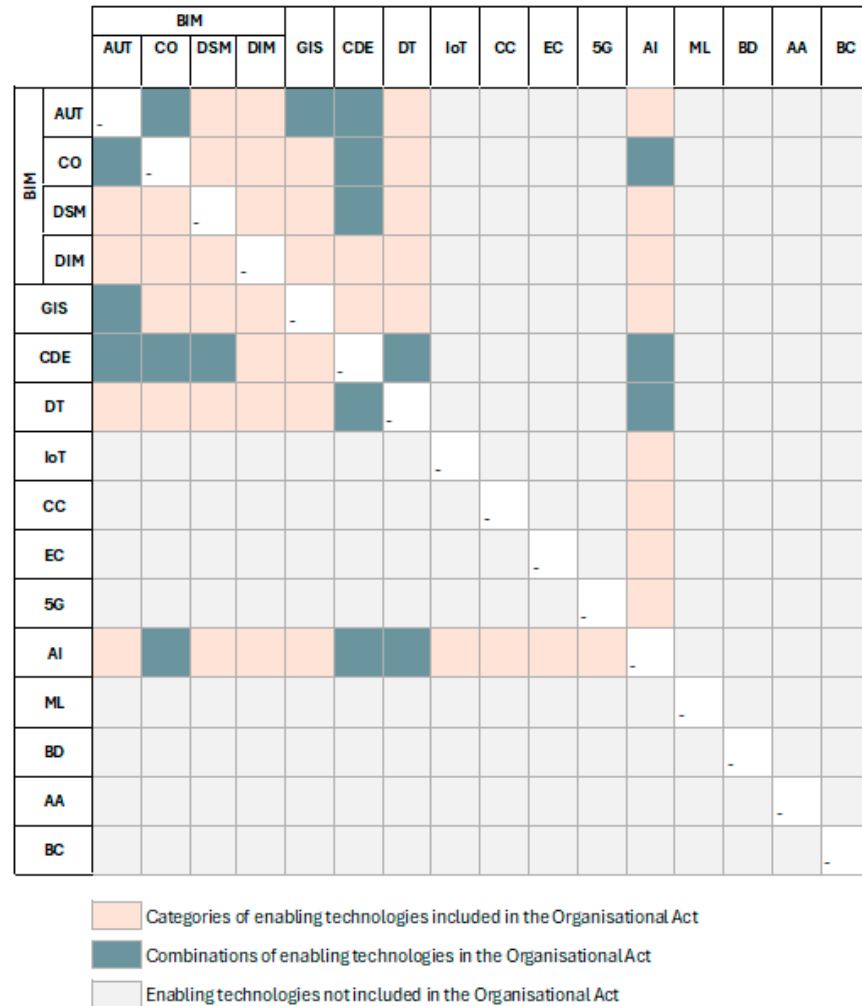 BIM
AUT CO DSM DIM GIS CDE DT IoT CC EC 5G AI ML BD AA BC
BIM
AUT -
CO -
DSM -
DIM -
GIS -
CDE -
DT -
IoT -
CC -
EC -
5G -
AI -
ML -
BD -
AA -
BC -
Categories of enabling technologies included in the Organisational Act
Combinations of enabling technologies in the Organisational Act
Enabling technologies not included in the Organisational Act